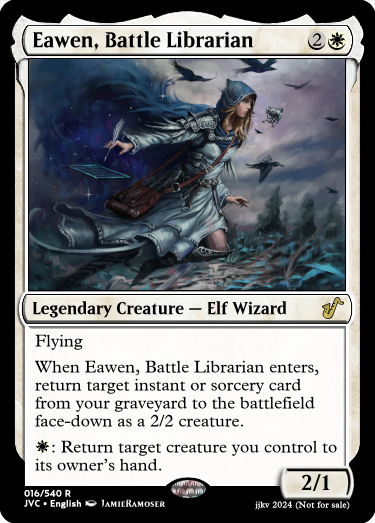 Eawen, Battle Librarian 2
Legendary Creature — Elf Wizard
Flying
When Eawen, Battle Librarian enters,
return target instant or sorcery card
from your graveyard to the battlefield
face-down as a 2/2 creature.
: Return target creature you control to
its owner's hand.
2/1
016/540 R
JVC • English JamieRamoser
jjkv 2024 (Not for sale)